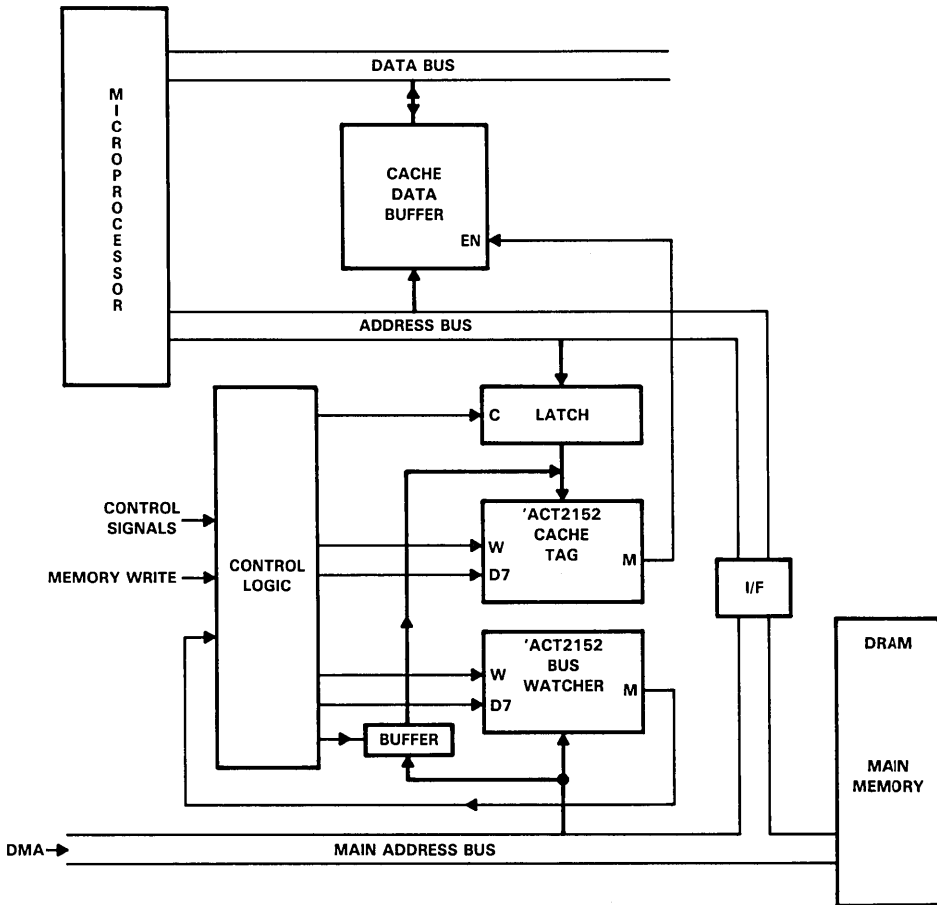 MICROPROCESSOR
DATA BUS
CACHE
DATA
BUFFER
EN
ADDRESS BUS
C
LATCH
CONTROL
SIGNALS
MEMORY WRITE
CONTROL
LOGIC
'ACT2152
CACHE
TAG
W
D7
M
I/F
'ACT2152
BUS
WATCHER
W
D7
M
BUFFER
DRAM
MAIN
MEMORY
DMA
MAIN ADDRESS BUS